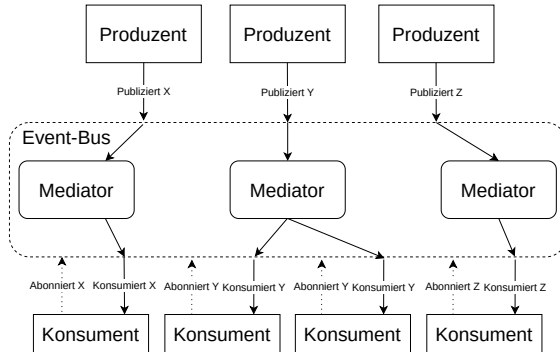 Produzent
Produzent
Produzent
Publiziert X
Publiziert Y
Publiziert Z
Event-Bus
Mediator
Mediator
Mediator
Abonniert X
Konsumiert X
Abonniert Y
Konsumiert Y
Abonniert Y
Konsumiert Y
Abonniert Z
Konsumiert Z
Konsument
Konsument
Konsument
Konsument